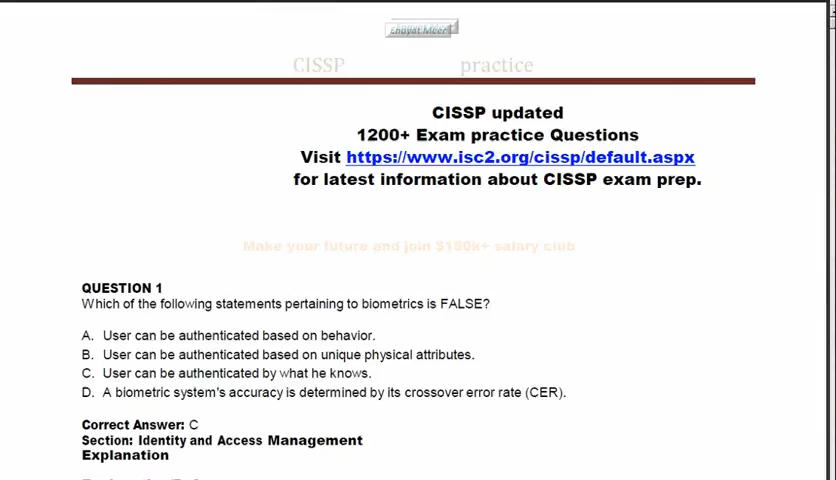 Enayat Meer
CISSP practice
CISSP updated
1200+ Exam practice Questions
Visit https://www.isc2.org/cissp/default.aspx
for latest information about CISSP exam prep.
Make your future and join $180k+ salary club
QUESTION 1
Which of the following statements pertaining to biometrics is FALSE?
A. User can be authenticated based on behavior.
B. User can be authenticated based on unique physical attributes.
C. User can be authenticated by what he knows.
D. A biometric system's accuracy is determined by its crossover error rate (CER).
Correct Answer: C
Section: Identity and Access Management
Explanation